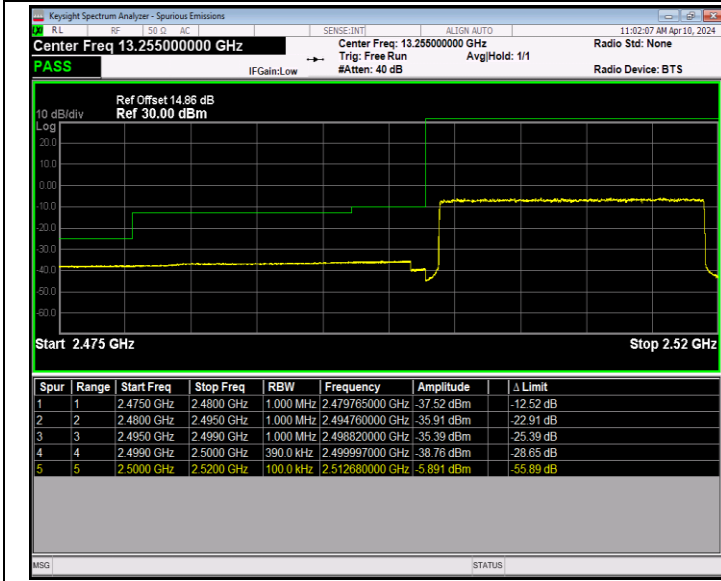 Keysight Spectrum Analyzer - Spurious Emissions
RL RF 50 Ω AC SENSE:INT ALIGN AUTO 11:02:07 AM Apr 10, 2024
Center Freq 13.255000000 GHz Center Freq: 13.255000000 GHz Radio Std: None
Trig: Free Run Avg|Hold: 1/1
PASS IFGain:Low #Atten: 40 dB Radio Device: BTS
Ref Offset 14.86 dB
10 dB/div Ref 30.00 dBm
Log
20.0
10.0
0.00
-10.0
-20.0
-30.0
-40.0
-50.0
-60.0
Start 2.475 GHz Stop 2.52 GHz
Spur Range Start Freq Stop Freq RBW Frequency Amplitude Δ Limit
1 1 2.4750 GHz 2.4800 GHz 1.000 MHz 2.479765000 GHz -37.52 dBm -12.52 dB
2 2 2.4800 GHz 2.4950 GHz 1.000 MHz 2.494760000 GHz -35.91 dBm -22.91 dB
3 3 2.4950 GHz 2.4990 GHz 1.000 MHz 2.498820000 GHz -35.39 dBm -25.39 dB
4 4 2.4990 GHz 2.5000 GHz 390.0 kHz 2.499997000 GHz -38.76 dBm -28.65 dB
5 5 2.5000 GHz 2.5200 GHz 100.0 kHz 2.512680000 GHz -5.891 dBm -55.89 dB
MSG STATUS